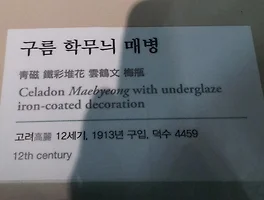 구름 학무늬 매병
靑磁 鐵彩堆花 雲鶴文 梅甁
Celadon Maebyeong with underglaze
iron-coated decoration
고려高麗 12세기, 1913년 구입, 덕수 4459
12th century